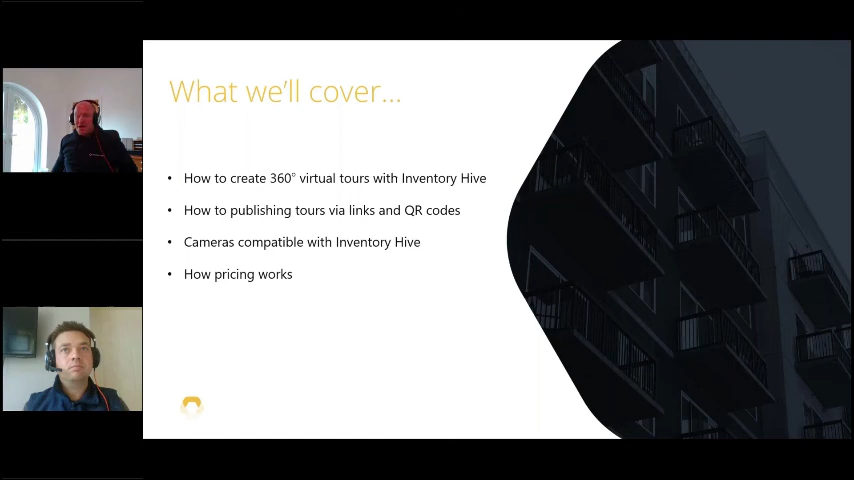 What we'll cover...
• How to create 360° virtual tours with Inventory Hive
• How to publishing tours via links and QR codes
• Cameras compatible with Inventory Hive
• How pricing works